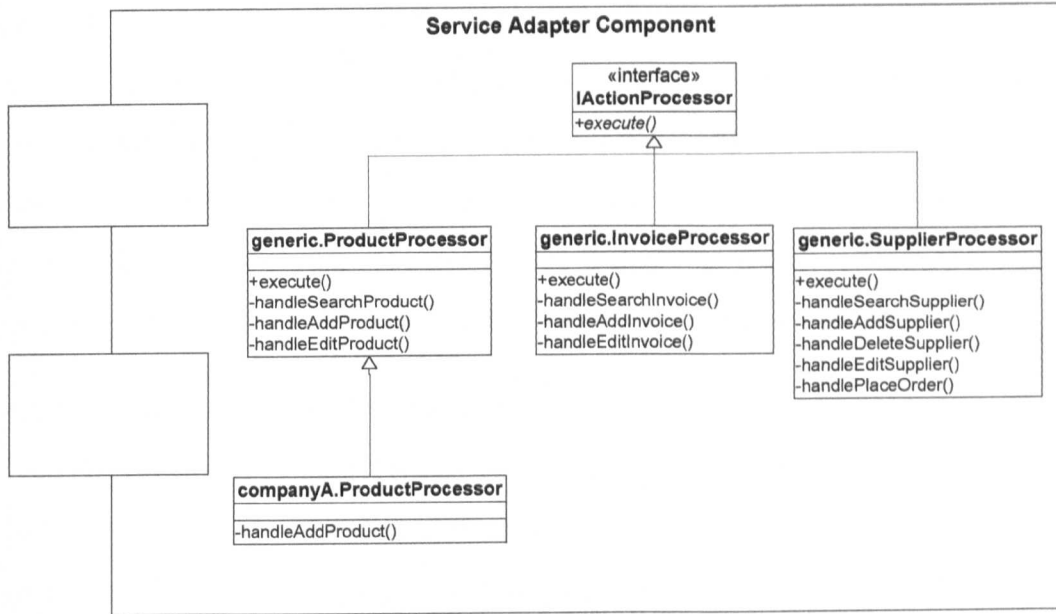 Service Adapter Component
«interface»
IActionProcessor
+execute()
generic.ProductProcessor
+execute()
-handleSearchProduct()
-handleAddProduct()
-handleEditProduct()
generic.InvoiceProcessor
+execute()
-handleSearchInvoice()
-handleAddInvoice()
-handleEditInvoice()
generic.SupplierProcessor
+execute()
-handleSearchSupplier()
-handleAddSupplier()
-handleDeleteSupplier()
-handleEditSupplier()
-handlePlaceOrder()
companyA.ProductProcessor
-handleAddProduct()